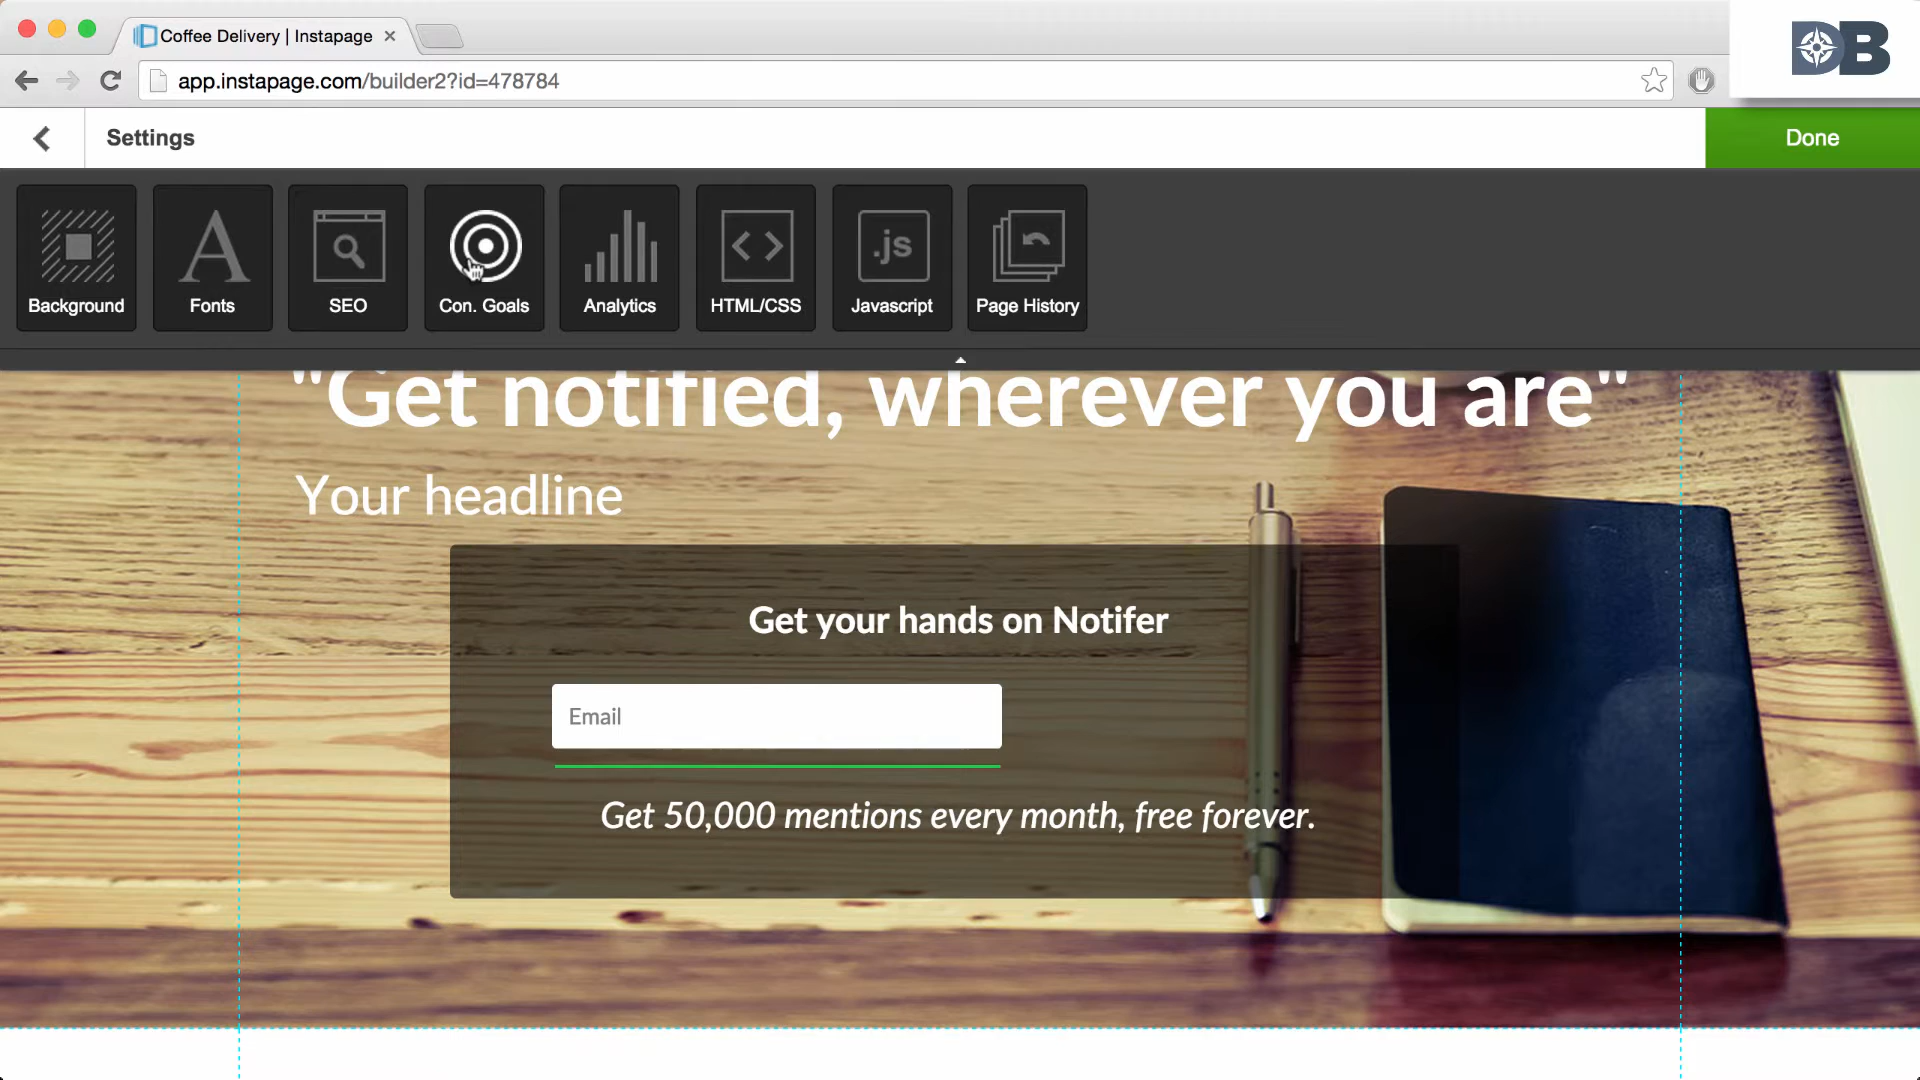 Coffee Delivery | Instapage
DB
app.instapage.com/builder2?id=478784
Settings
Done
Background
Fonts
SEO
Con. Goals
Analytics
HTML/CSS
.js
Javascript
Page History
"Get notified, wherever you are"
Your headline
Get your hands on Notifer
Email
Get 50,000 mentions every month, free forever.